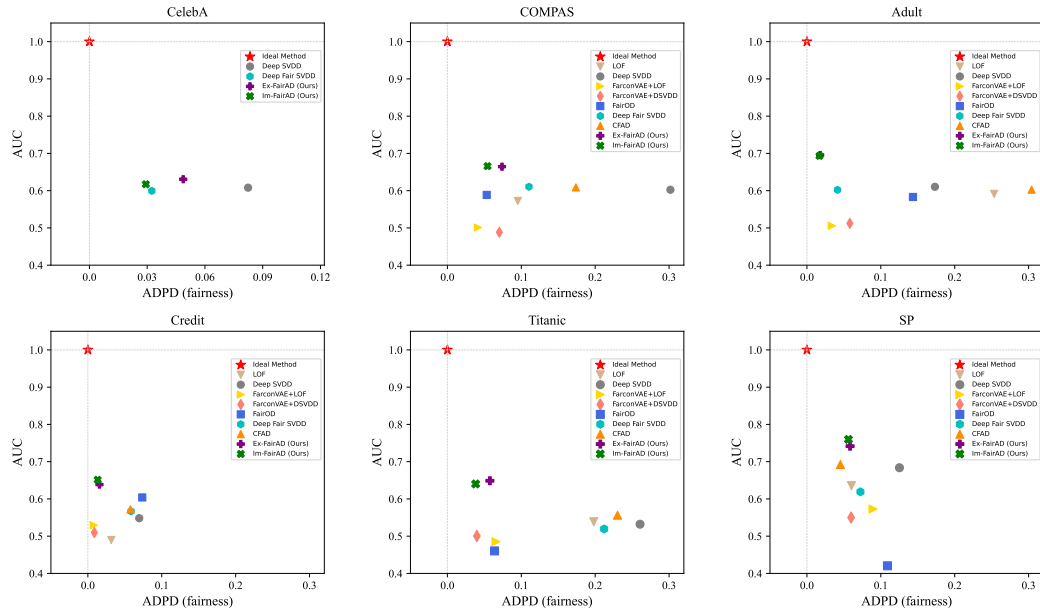 CelebA
AUC
1.0
0.9
0.8
0.7
0.6
0.5
0.4
0.0
0.03
0.06
0.09
0.12
ADPD (fairness)
Ideal Method
Deep SVDD
Deep Fair SVDD
Ex-FairAD (Ours)
Im-FairAD (Ours)
COMPAS
AUC
1.0
0.9
0.8
0.7
0.6
0.5
0.4
0.0
0.1
0.2
0.3
ADPD (fairness)
Ideal Method
LOF
Deep SVDD
FarconVAE+LOF
FarconVAE+DSVDD
FairOD
Deep Fair SVDD
CFAD
Ex-FairAD (Ours)
Im-FairAD (Ours)
Adult
AUC
1.0
0.9
0.8
0.7
0.6
0.5
0.4
0.0
0.1
0.2
0.3
ADPD (fairness)
Ideal Method
LOF
Deep SVDD
FarconVAE+LOF
FarconVAE+DSVDD
FairOD
Deep Fair SVDD
CFAD
Ex-FairAD (Ours)
Im-FairAD (Ours)
Credit
AUC
1.0
0.9
0.8
0.7
0.6
0.5
0.4
0.0
0.1
0.2
0.3
ADPD (fairness)
Ideal Method
LOF
Deep SVDD
FarconVAE+LOF
FarconVAE+DSVDD
FairOD
Deep Fair SVDD
CFAD
Ex-FairAD (Ours)
Im-FairAD (Ours)
Titanic
AUC
1.0
0.9
0.8
0.7
0.6
0.5
0.4
0.0
0.1
0.2
0.3
ADPD (fairness)
Ideal Method
LOF
Deep SVDD
FarconVAE+LOF
FarconVAE+DSVDD
FairOD
Deep Fair SVDD
CFAD
Ex-FairAD (Ours)
Im-FairAD (Ours)
SP
AUC
1.0
0.9
0.8
0.7
0.6
0.5
0.4
0.0
0.1
0.2
0.3
ADPD (fairness)
Ideal Method
LOF
Deep SVDD
FarconVAE+LOF
FarconVAE+DSVDD
FairOD
Deep Fair SVDD
CFAD
Ex-FairAD (Ours)
Im-FairAD (Ours)